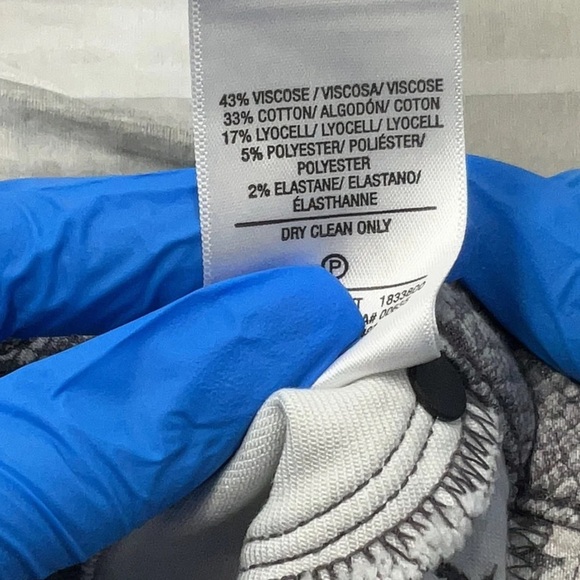 43% VISCOSE / VISCOSA/ VISCOSE
33% COTTON/ ALGODÓN/ COTON
17% LYOCELL/ LYOCELL/ LYOCELL
5% POLYESTER/ POLIÉSTER/
POLYESTER
2% ELASTANE/ ELASTANO/
ÉLASTHANNE
DRY CLEAN ONLY
P